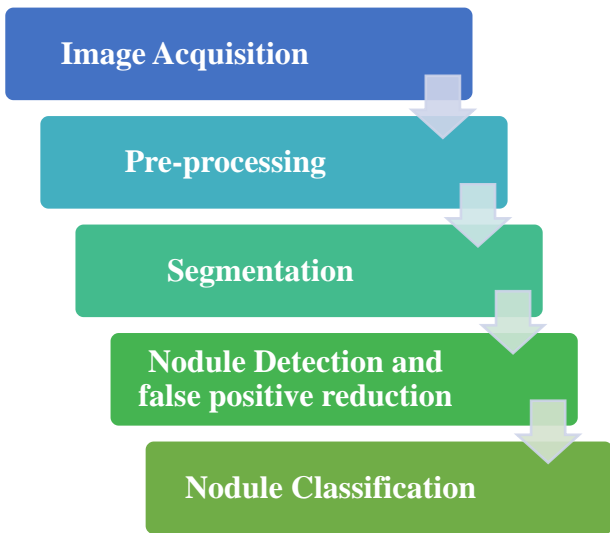 Image Acquisition
Pre-processing
Segmentation
Nodule Detection and
false positive reduction
Nodule Classification